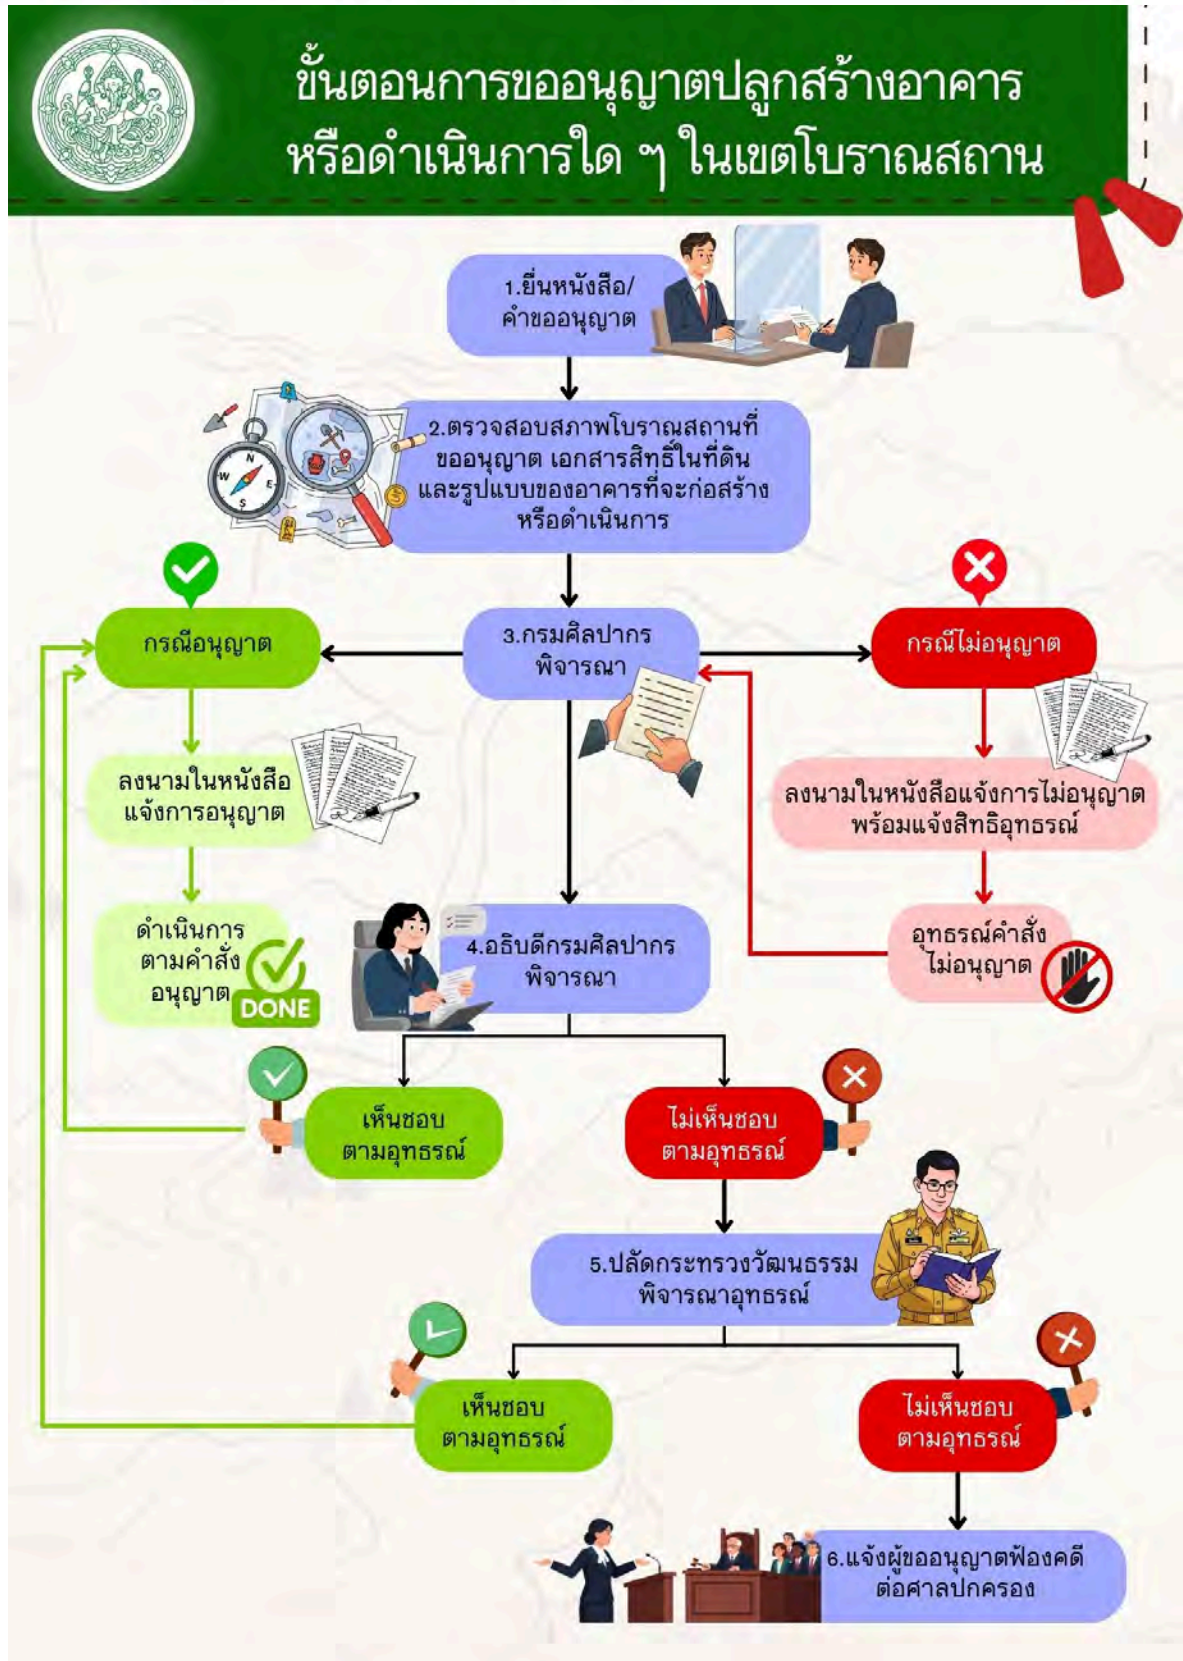 ขั้นตอนการขออนุญาตปลูกสร้างอาคาร
หรือดำเนินการใด ๆ ในเขตโบราณสถาน
1.ยื่นหนังสือ/
คำขออนุญาต
2.ตรวจสอบสภาพโบราณสถานที่
ขออนุญาต เอกสารสิทธิ์ในที่ดิน
และรูปแบบของอาคารที่จะก่อสร้าง
หรือดำเนินการ
N
W
E
S
กรณีอนุญาต
3.กรมศิลปากร
พิจารณา
กรณีไม่อนุญาต
ลงนามในหนังสือ
แจ้งการอนุญาต
ลงนามในหนังสือแจ้งการไม่อนุญาต
พร้อมแจ้งสิทธิอุทธรณ์
ดำเนินการ
ตามคำสั่ง
อนุญาต
DONE
4.อธิบดีกรมศิลปากร
พิจารณา
อุทธรณ์คำสั่ง
ไม่อนุญาต
เห็นชอบ
ตามอุทธรณ์
ไม่เห็นชอบ
ตามอุทธรณ์
5.ปลัดกระทรวงวัฒนธรรม
พิจารณาอุทธรณ์
เห็นชอบ
ตามอุทธรณ์
ไม่เห็นชอบ
ตามอุทธรณ์
6.แจ้งผู้ขออนุญาตฟ้องคดี
ต่อศาลปกครอง